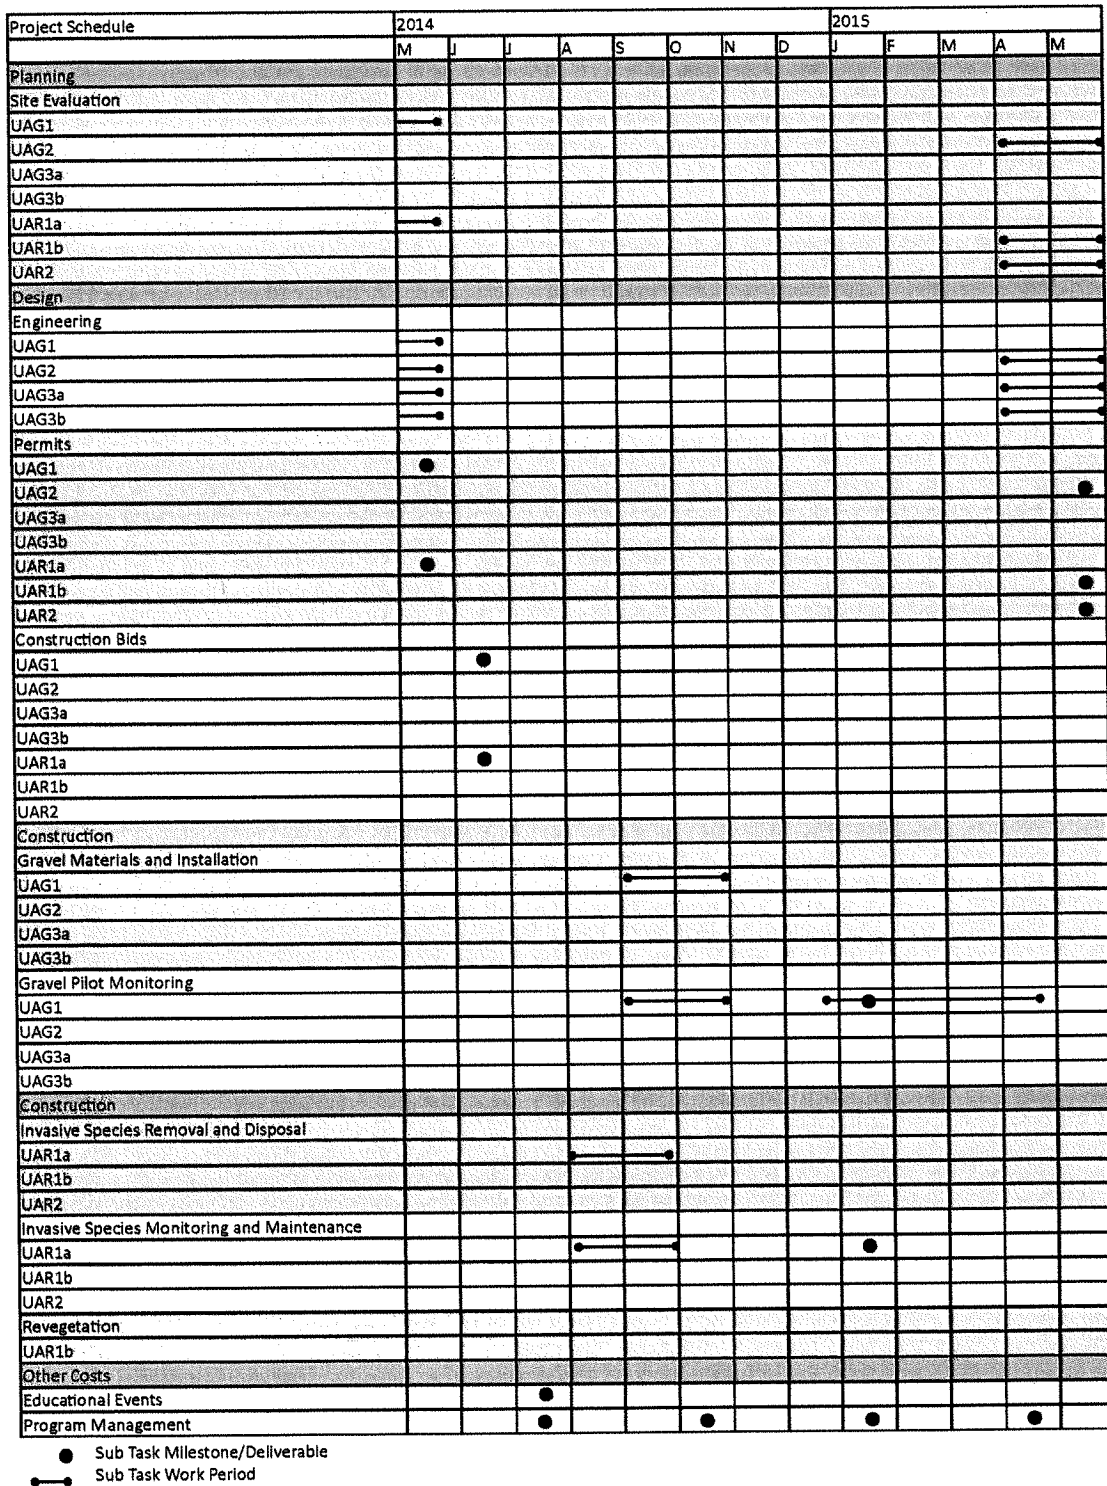 Project Schedule 2014 2015
M J J A S O N D J F M A M
Planning
Site Evaluation
UAG1
UAG2
UAG3a
UAG3b
UAR1a
UAR1b
UAR2
Design
Engineering
UAG1
UAG2
UAG3a
UAG3b
Permits
UAG1
UAG2
UAG3a
UAG3b
UAR1a
UAR1b
UAR2
Construction Bids
UAG1
UAG2
UAG3a
UAG3b
UAR1a
UAR1b
UAR2
Construction
Gravel Materials and Installation
UAG1
UAG2
UAG3a
UAG3b
Gravel Pilot Monitoring
UAG1
UAG2
UAG3a
UAG3b
Construction
Invasive Species Removal and Disposal
UAR1a
UAR1b
UAR2
Invasive Species Monitoring and Maintenance
UAR1a
UAR1b
UAR2
Revegetation
UAR1b
Other Costs
Educational Events
Program Management
Sub Task Milestone/Deliverable
Sub Task Work Period